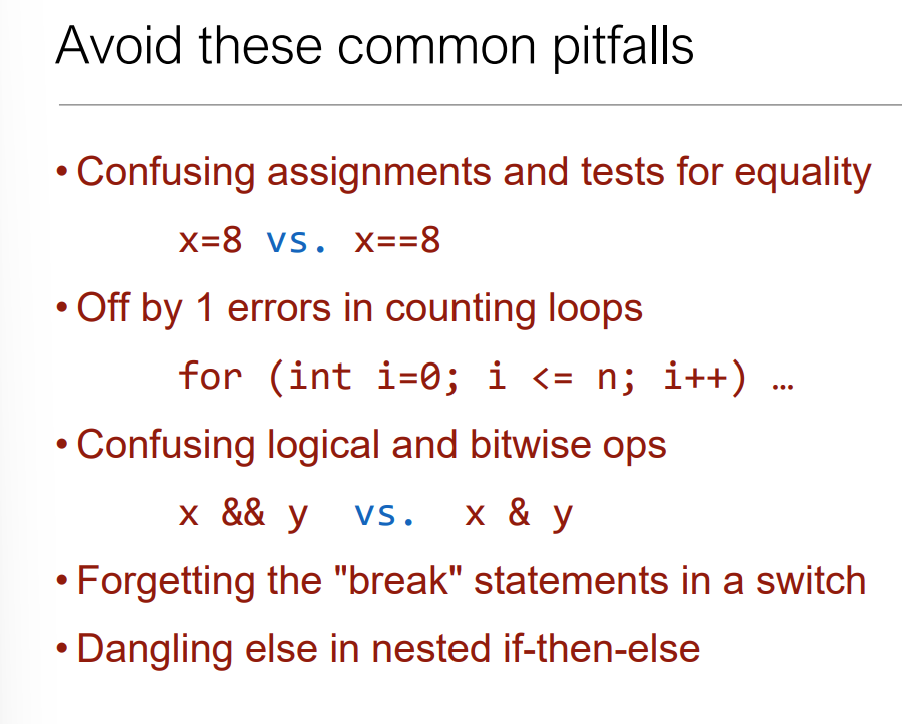 Avoid these common pitfalls
• Confusing assignments and tests for equality
x=8 vs. x==8
• Off by 1 errors in counting loops
for (int i=0; i <= n; i++) …
• Confusing logical and bitwise ops
x && y vs. x & y
• Forgetting the "break" statements in a switch
• Dangling else in nested if-then-else